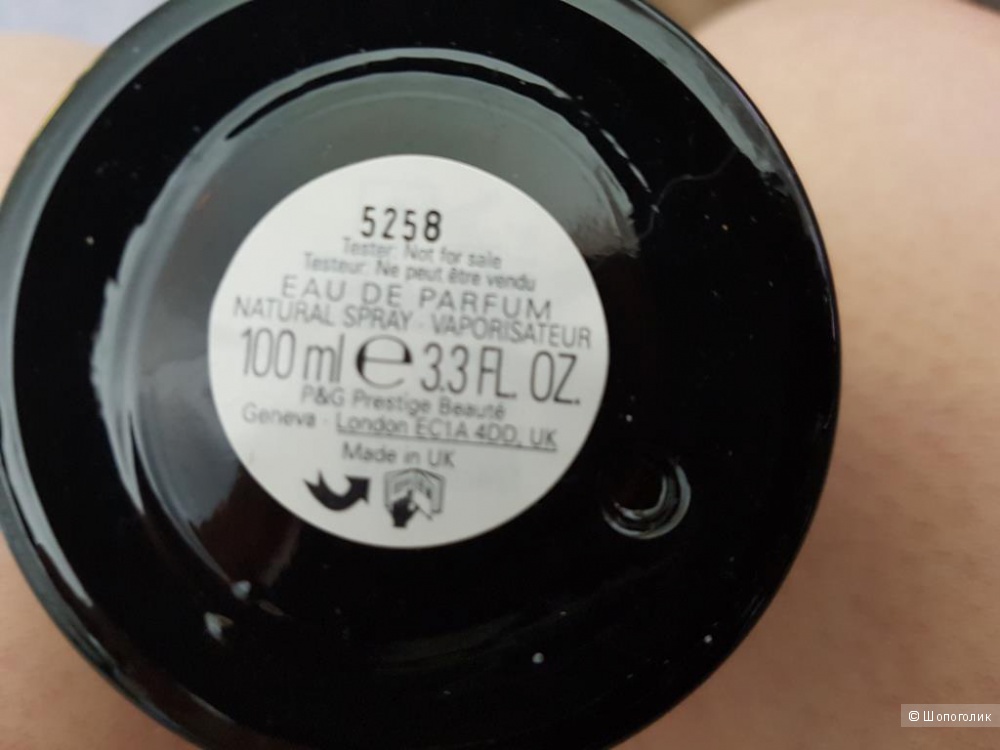 5258
Tester: Not for sale
Testeur: Ne peut être vendu
EAU DE PARFUM
NATURAL SPRAY · VAPORISATEUR
100 ml e 3.3 FL. OZ.
P&G Prestige Beauté
Geneva · London EC1A 4DD, UK
Made in UK
© Шопоголик